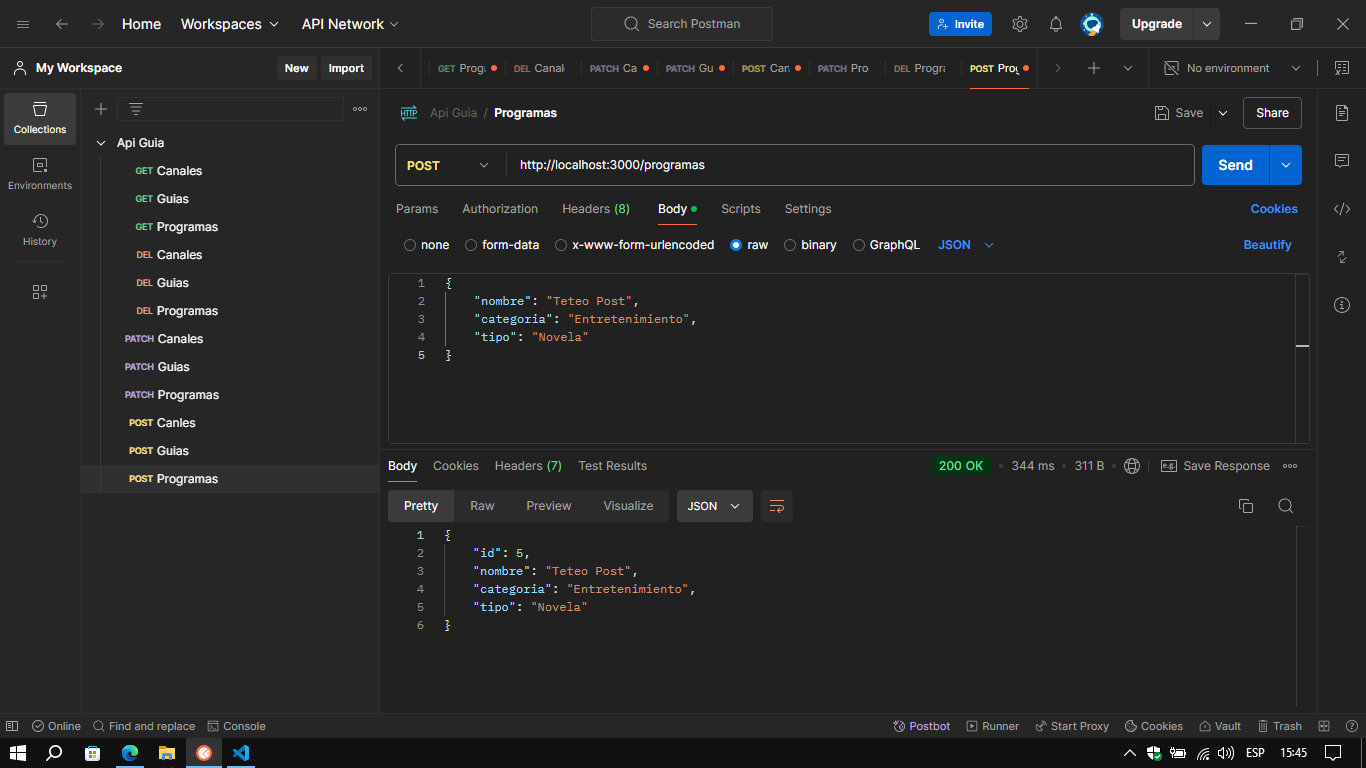 Home Workspaces API Network Search Postman Invite Upgrade
My Workspace New Import
GET Progr DEL Canal PATCH Ca PATCH Gu POST Can PATCH Pro DEL Progra POST Prog No environment
Collections
Environments
History
Api Guia
GET Canales
GET Guias
GET Programas
DEL Canales
DEL Guias
DEL Programas
PATCH Canales
PATCH Guias
PATCH Programas
POST Canles
POST Guias
POST Programas
HTTP Api Guia / Programas Save Share
POST http://localhost:3000/programas Send
Params Authorization Headers (8) Body Scripts Settings Cookies
none form-data x-www-form-urlencoded raw binary GraphQL JSON Beautify
1 {
2 "nombre": "Teteo Post",
3 "categoria": "Entretenimiento",
4 "tipo": "Novela"
5 }
Body Cookies Headers (7) Test Results 200 OK 344 ms 311 B e.g. Save Response
Pretty Raw Preview Visualize JSON
1 {
2 "id": 5,
3 "nombre": "Teteo Post",
4 "categoria": "Entretenimiento",
5 "tipo": "Novela"
6 }
Online Find and replace Console Postbot Runner Start Proxy Cookies Vault Trash
ESP 15:45